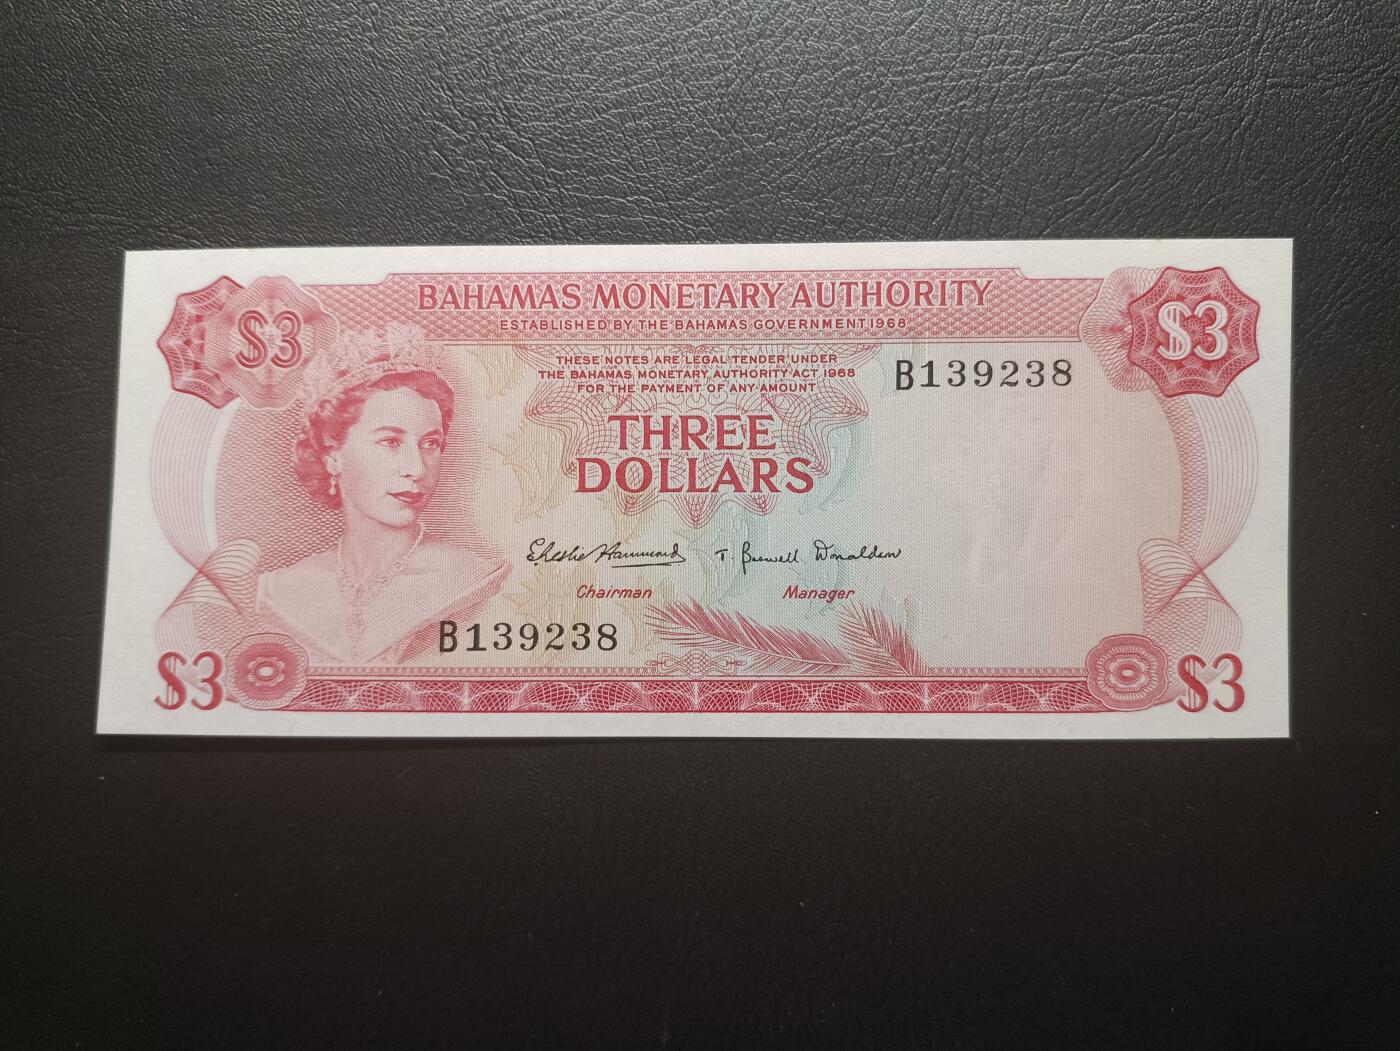 $3
BAHAMAS MONETARY AUTHORITY
$3
ESTABLISHED BY THE BAHAMAS GOVERNMENT 1968
THESE NOTES ARE LEGAL TENDER UNDER
THE BAHAMAS MONETARY AUTHORITY ACT, 1968
FOR THE PAYMENT OF ANY AMOUNT
B139238
THREE
DOLLARS
T. Donaldson
Chairman Manager
B139238
$3
$3